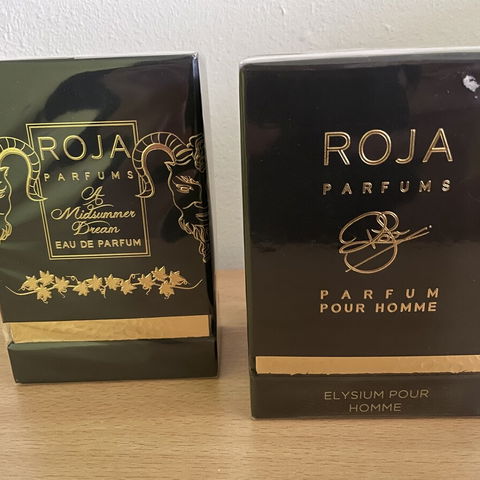 ROJA
PARFUMS
A
Midsummer
Dream
EAU DE PARFUM
ROJA
PARFUMS
PARFUM
POUR HOMME
ELYSIUM POUR
HOMME